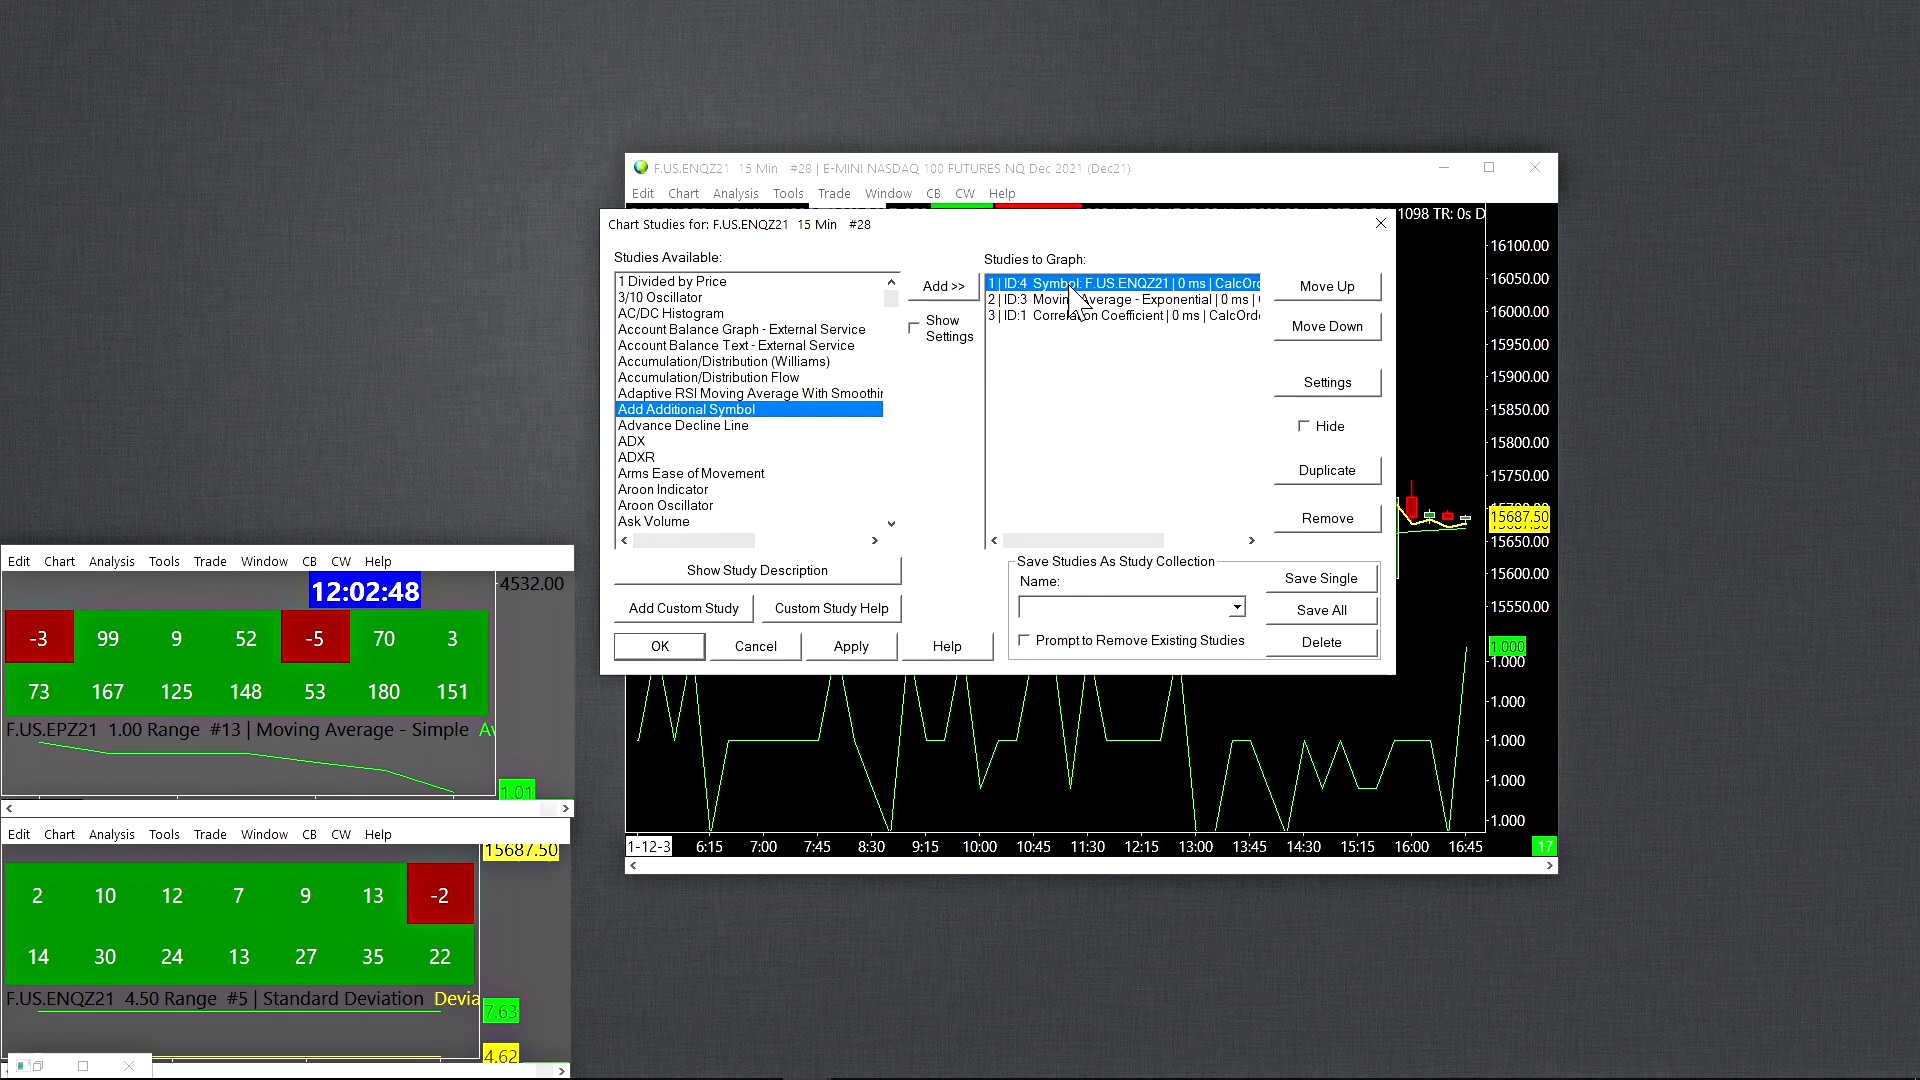 F.US.ENQZ21 15 Min #28 | E-MINI NASDAQ 100 FUTURES NQ Dec 2021 (Dec21)
Edit Chart Analysis Tools Trade Window CB CW Help
1098 TR: 0s D
Chart Studies for: F.US.ENQZ21 15 Min #28
Studies Available:
1 Divided by Price
3/10 Oscillator
AC/DC Histogram
Account Balance Graph - External Service
Account Balance Text - External Service
Accumulation/Distribution (Williams)
Accumulation/Distribution Flow
Adaptive RSI Moving Average With Smoothin
Add Additional Symbol
Advance Decline Line
ADX
ADXR
Arms Ease of Movement
Aroon Indicator
Aroon Oscillator
Ask Volume
Add >>
Show Settings
Studies to Graph:
1 | ID:4 Symbol: F.US.ENQZ21 | 0 ms | CalcOrd
2 | ID:3 Moving Average - Exponential | 0 ms |
3 | ID:1 Correlation Coefficient | 0 ms | CalcOrd
Move Up
Move Down
Settings
Hide
Duplicate
Remove
Show Study Description
Add Custom Study
Custom Study Help
OK
Cancel
Apply
Help
Save Studies As Study Collection
Name:
Prompt to Remove Existing Studies
Save Single
Save All
Delete
16100.00
16050.00
16000.00
15950.00
15900.00
15850.00
15800.00
15750.00
15687.50
15650.00
15600.00
15550.00
1.000
1.000
1.000
1.000
1.000
1.000
1-12-3 6:15 7:00 7:45 8:30 9:15 10:00 10:45 11:30 12:15 13:00 13:45 14:30 15:15 16:00 16:45 17
Edit Chart Analysis Tools Trade Window CB CW Help
12:02:48
4532.00
-3 99 9 52 -5 70 3
73 167 125 148 53 180 151
F.US.EPZ21 1.00 Range #13 | Moving Average - Simple Av
1.01
Edit Chart Analysis Tools Trade Window CB CW Help
15687.50
2 10 12 7 9 13 -2
14 30 24 13 27 35 22
F.US.ENQZ21 4.50 Range #5 | Standard Deviation Devia
7.63
4.62